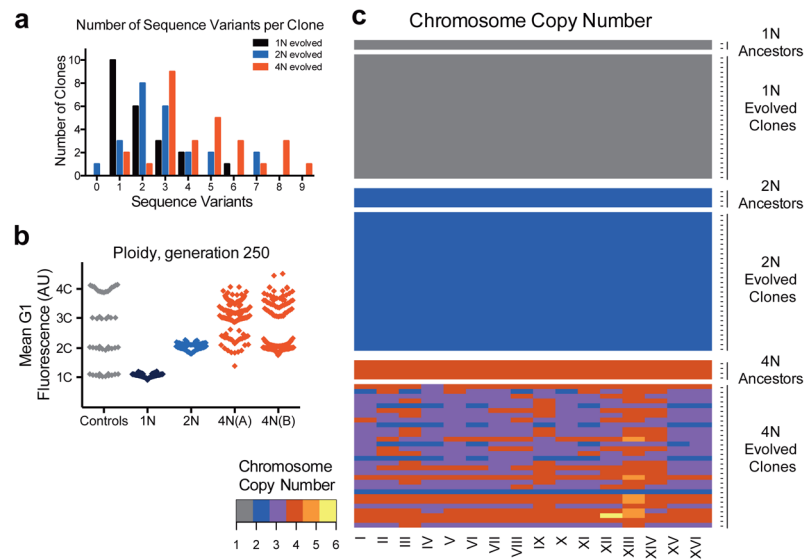 a
Number of Sequence Variants per Clone
1N evolved
2N evolved
4N evolved
Number of Clones
10
8
6
4
2
0
0 1 2 3 4 5 6 7 8 9
Sequence Variants
b
Ploidy, generation 250
Mean G1
Fluorescence (AU)
4C
3C
2C
1C
Controls 1N 2N 4N(A) 4N(B)
Chromosome
Copy Number
1 2 3 4 5 6
c
Chromosome Copy Number
1N
Ancestors
1N
Evolved
Clones
2N
Ancestors
2N
Evolved
Clones
4N
Ancestors
4N
Evolved
Clones
I II III IV V VI VII VIII IX X XI XII XIII XIV XV XVI